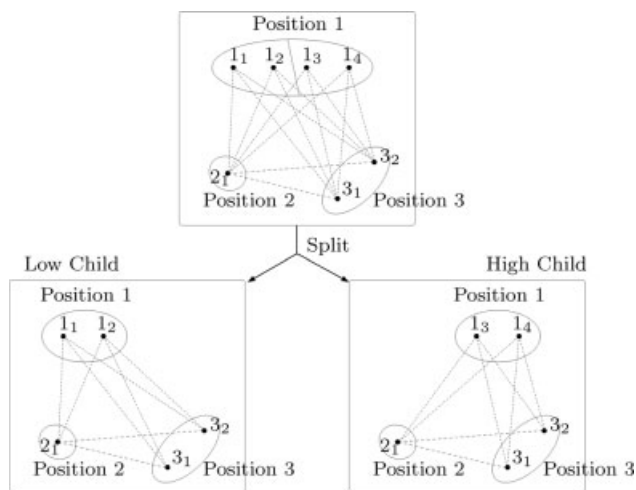 Position 1
1₁ 1₂ 1₃ 1₄
3₂
2₁
3₁
Position 2 Position 3
Split
Low Child High Child
Position 1
1₁ 1₂
3₂
2₁
3₁
Position 2 Position 3
Position 1
1₃ 1₄
3₂
2₁
3₁
Position 2 Position 3